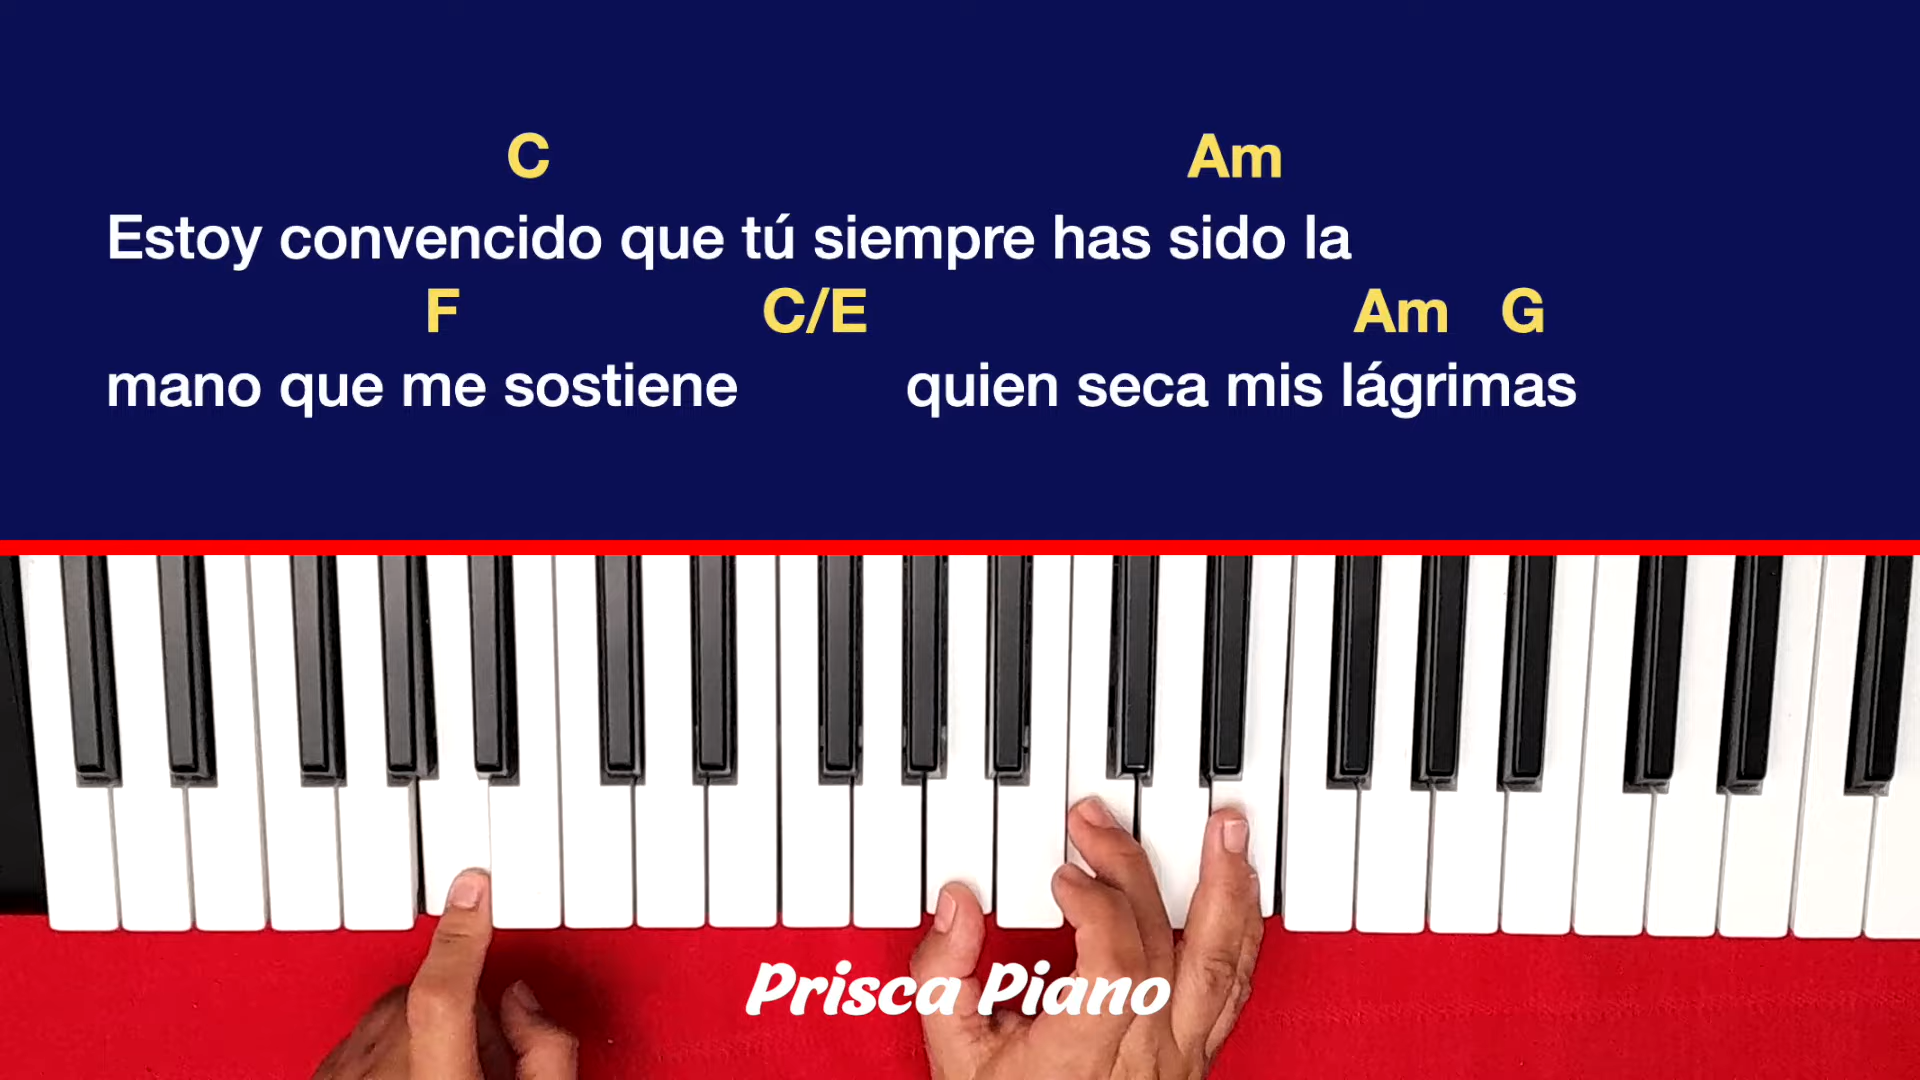 C Am
Estoy convencido que tú siempre has sido la
F C/E Am G
mano que me sostiene quien seca mis lágrimas
Prisca Piano